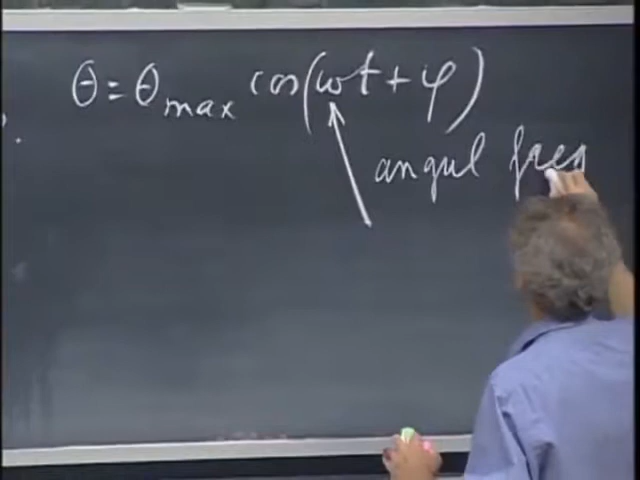 θ = θmax cos(ωt + φ)
angul freq